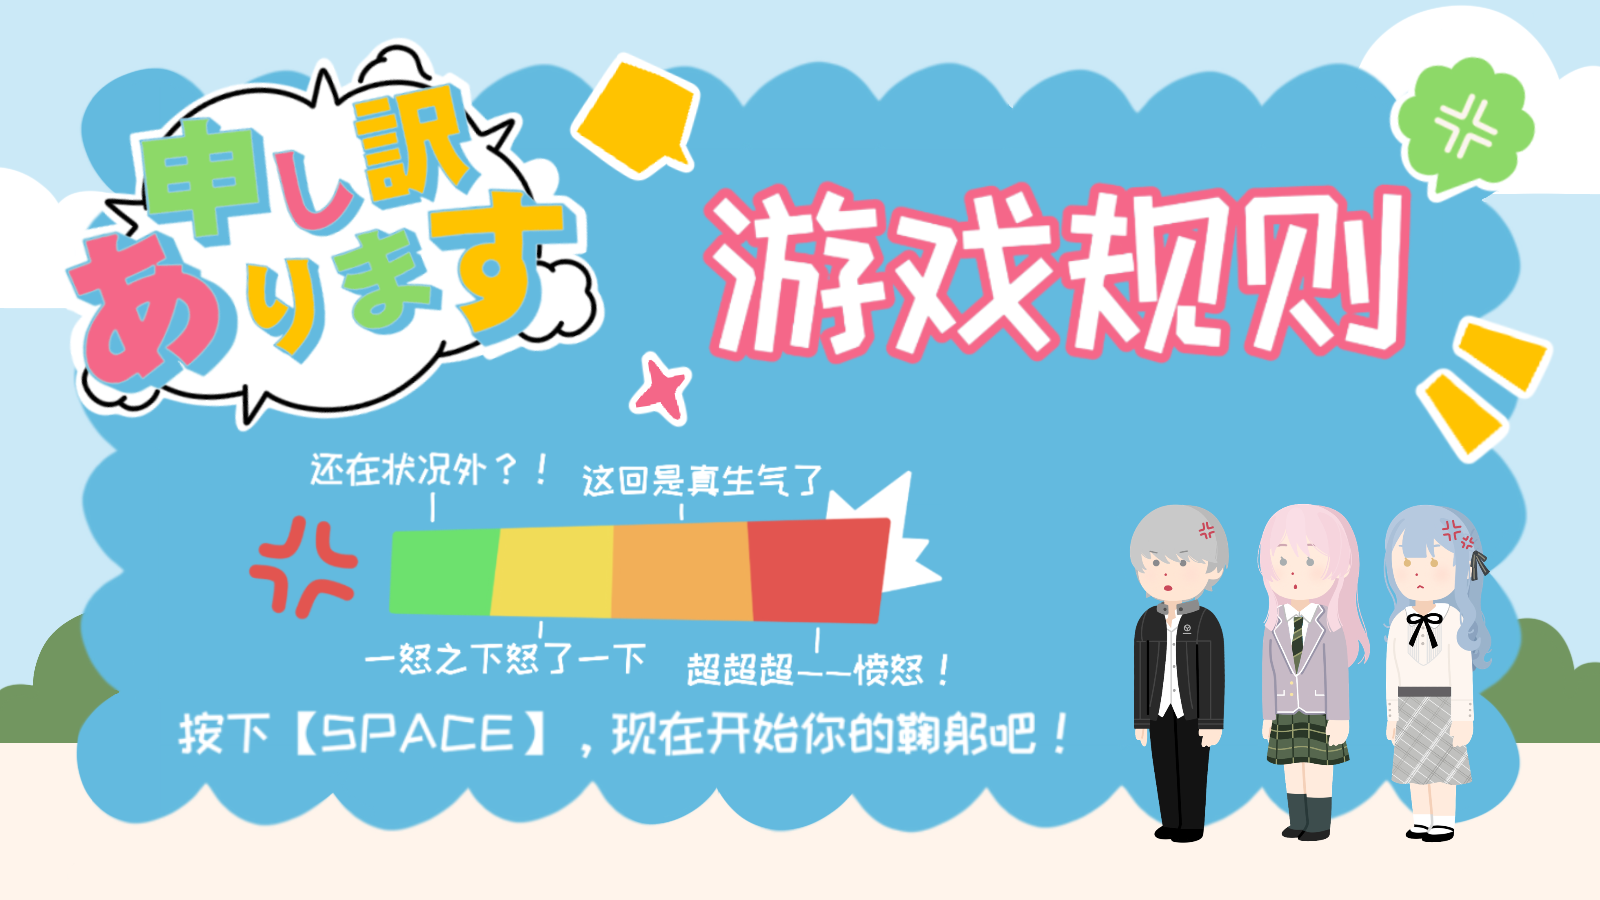 申し訳
あります
游戏规则
还在状况外？！
这回是真生气了
一怒之下怒了一下
超超超——愤怒！
按下【SPACE】，现在开始你的鞠躬吧！